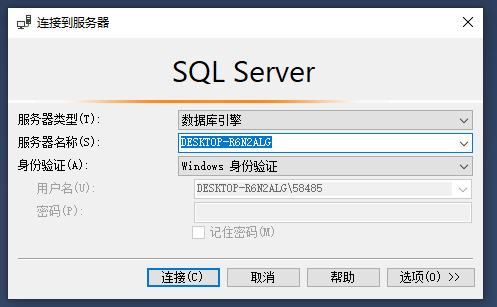 连接到服务器
SQL Server
服务器类型(T): 数据库引擎
服务器名称(S): DESKTOP-R6N2ALG
身份验证(A): Windows 身份验证
用户名(U): DESKTOP-R6N2ALG\58485
密码(P):
记住密码(M)
连接(C) 取消 帮助 选项(O) >>